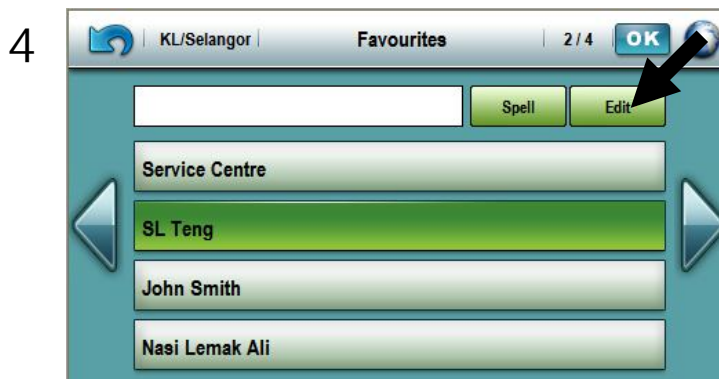 4
KL/Selangor Favourites 2/4 OK
Spell Edit
Service Centre
SL Teng
John Smith
Nasi Lemak Ali